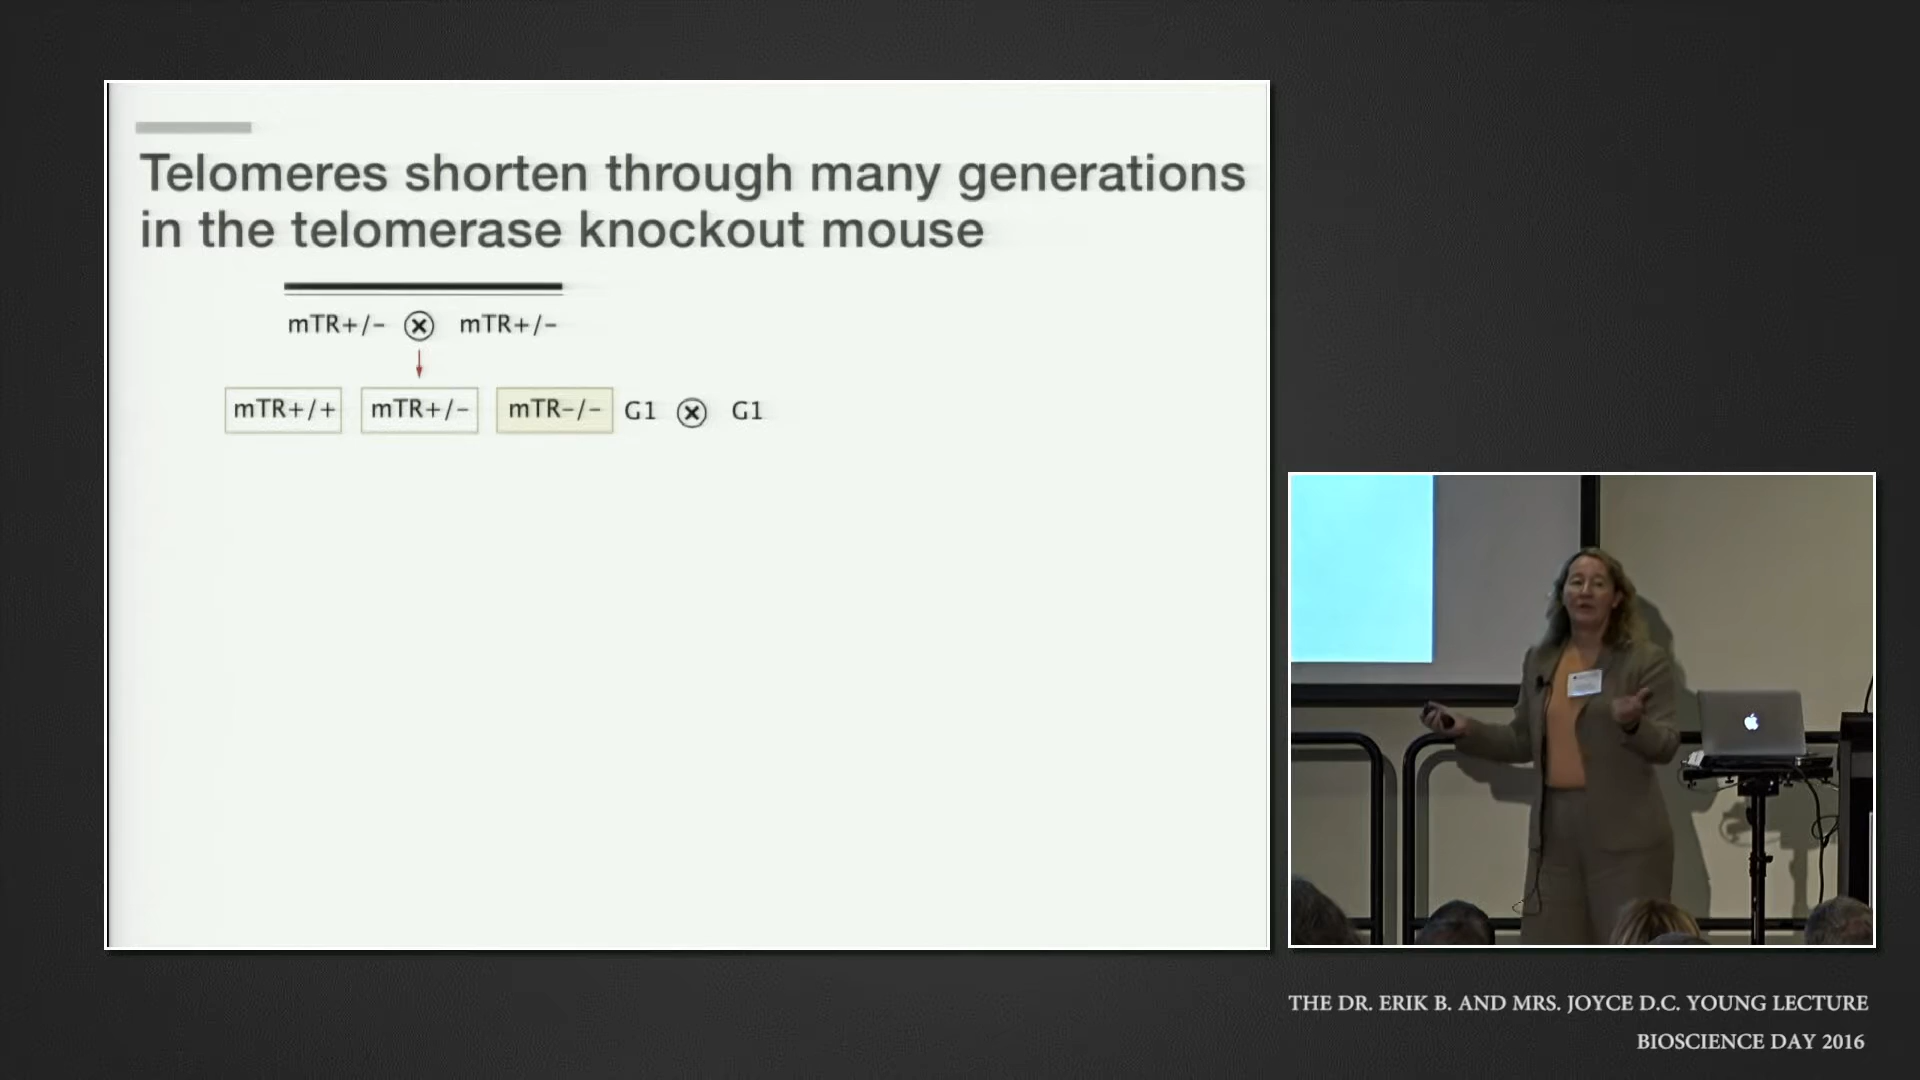 Telomeres shorten through many generations
in the telomerase knockout mouse
mTR+/- ⓧ mTR+/-
mTR+/+ mTR+/- mTR-/- G1 ⓧ G1
THE DR. ERIK B. AND MRS. JOYCE D.C. YOUNG LECTURE
BIOSCIENCE DAY 2016